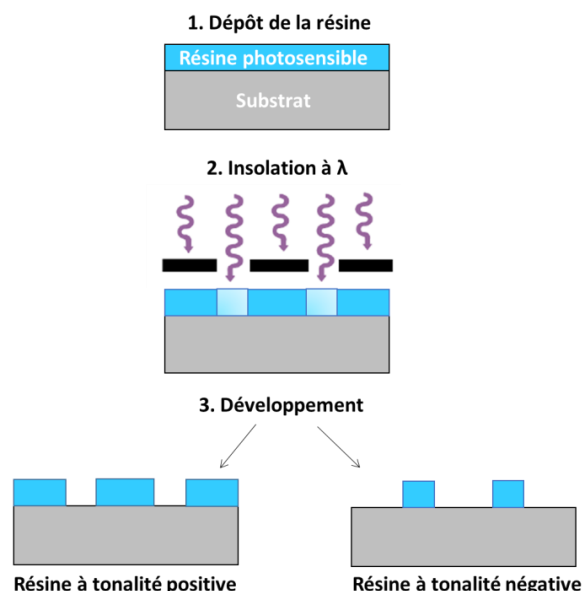 1. Dépôt de la résine
Résine photosensible
Substrat
2. Insolation à λ
3. Développement
Résine à tonalité positive
Résine à tonalité négative